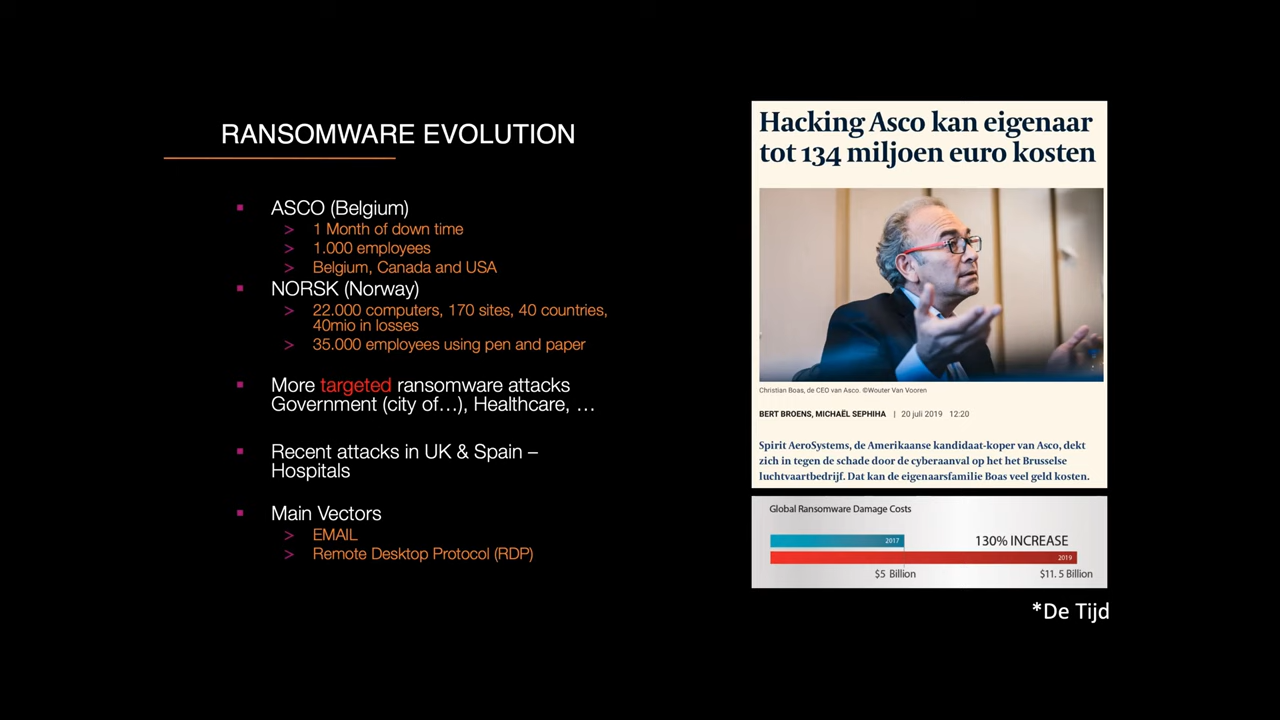 RANSOMWARE EVOLUTION
▪ ASCO (Belgium)
> 1 Month of down time
> 1.000 employees
> Belgium, Canada and USA
▪ NORSK (Norway)
> 22.000 computers, 170 sites, 40 countries,
40mio in losses
> 35.000 employees using pen and paper
▪ More targeted ransomware attacks
Government (city of…), Healthcare, …
▪ Recent attacks in UK & Spain –
Hospitals
▪ Main Vectors
> EMAIL
> Remote Desktop Protocol (RDP)
Hacking Asco kan eigenaar
tot 134 miljoen euro kosten
Christian Boas, de CEO van Asco. ©Wouter Van Vooren
BERT BROENS, MICHAËL SEPHIHA | 20 juli 2019 12:20
Spirit AeroSystems, de Amerikaanse kandidaat-koper van Asco, dekt
zich in tegen de schade door de cyberaanval op het het Brusselse
luchtvaartbedrijf. Dat kan de eigenaarsfamilie Boas veel geld kosten.
Global Ransomware Damage Costs
2017
130% INCREASE
2019
$5 Billion
$11. 5 Billion
*De Tijd